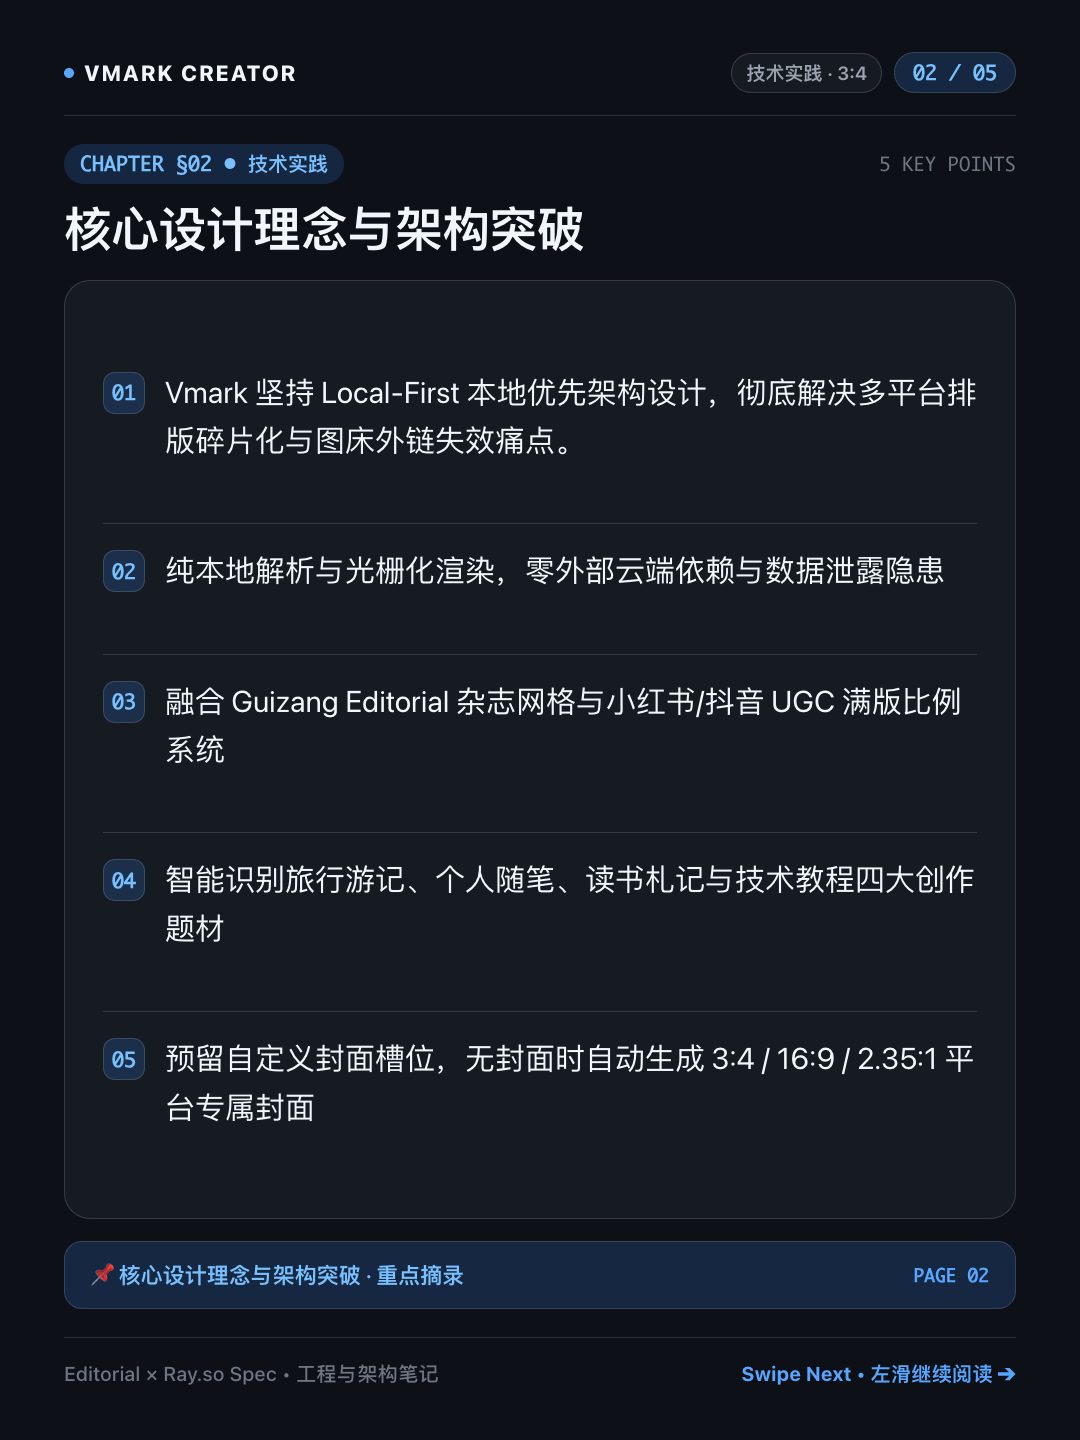 VMARK CREATOR
技术实践 · 3:4
02 / 05
CHAPTER §02 ● 技术实践
5 KEY POINTS
核心设计理念与架构突破
01
Vmark 坚持 Local-First 本地优先架构设计，彻底解决多平台排
版碎片化与图床外链失效痛点。
02
纯本地解析与光栅化渲染，零外部云端依赖与数据泄露隐患
03
融合 Guizang Editorial 杂志网格与小红书/抖音 UGC 满版比例
系统
04
智能识别旅行游记、个人随笔、读书札记与技术教程四大创作
题材
05
预留自定义封面槽位，无封面时自动生成 3:4 / 16:9 / 2.35:1 平
台专属封面
📌 核心设计理念与架构突破 · 重点摘录
PAGE 02
Editorial × Ray.so Spec • 工程与架构笔记
Swipe Next • 左滑继续阅读 ➔